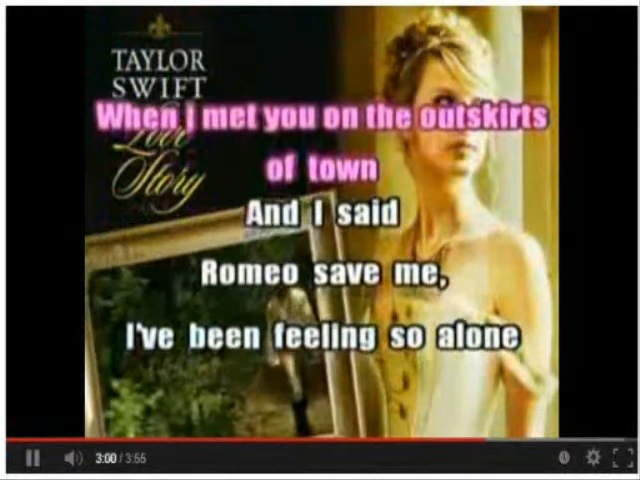 TAYLOR
SWIFT
Love
Story
When I met you on the outskirts
of town
And I said
Romeo save me,
I've been feeling so alone
3:00 / 3:55